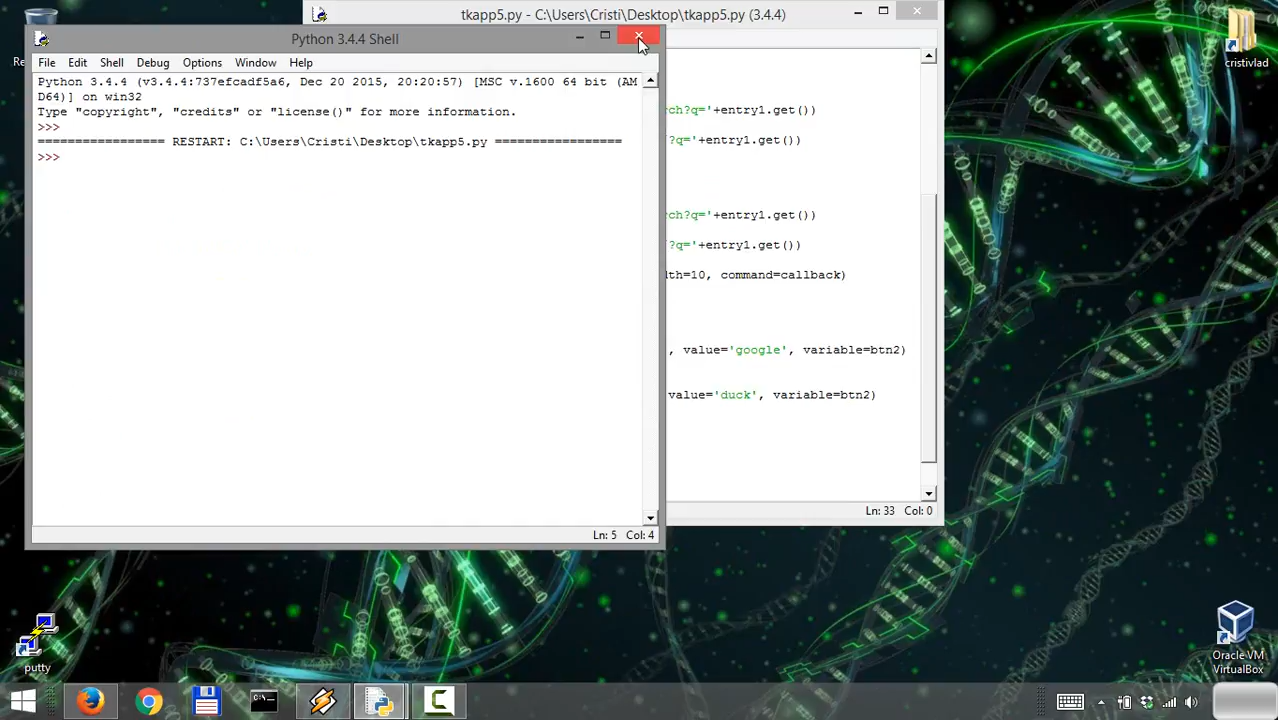 tkapp5.py - C:\Users\Cristi\Desktop\tkapp5.py (3.4.4)
Python 3.4.4 Shell
File Edit Shell Debug Options Window Help
Python 3.4.4 (v3.4.4:737efcadf5a6, Dec 20 2015, 20:20:57) [MSC v.1600 64 bit (AM
D64)] on win32
Type "copyright", "credits" or "license()" for more information.
>>>
================= RESTART: C:\Users\Cristi\Desktop\tkapp5.py =================
>>>
Ln: 5 Col: 4
rch?q='+entry1.get())
?q='+entry1.get())
rch?q='+entry1.get())
?q='+entry1.get())
dth=10, command=callback)
, value='google', variable=btn2)
value='duck', variable=btn2)
Ln: 33 Col: 0
cristivlad
putty
Oracle VM
VirtualBox
C:\_